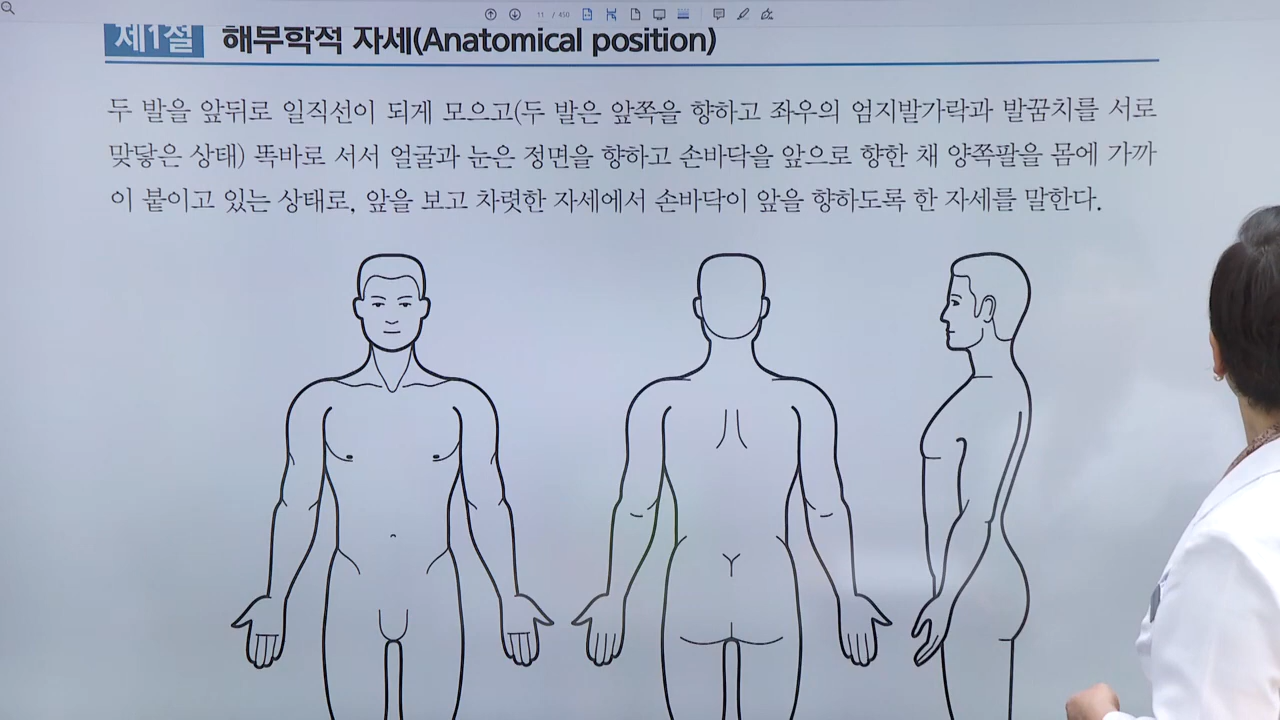 11 / 450
제1절 해부학적 자세(Anatomical position)
두 발을 앞뒤로 일직선이 되게 모으고(두 발은 앞쪽을 향하고 좌우의 엄지발가락과 발꿈치를 서로
맞닿은 상태) 똑바로 서서 얼굴과 눈은 정면을 향하고 손바닥을 앞으로 향한 채 양쪽팔을 몸에 가까
이 붙이고 있는 상태로, 앞을 보고 차렷한 자세에서 손바닥이 앞을 향하도록 한 자세를 말한다.